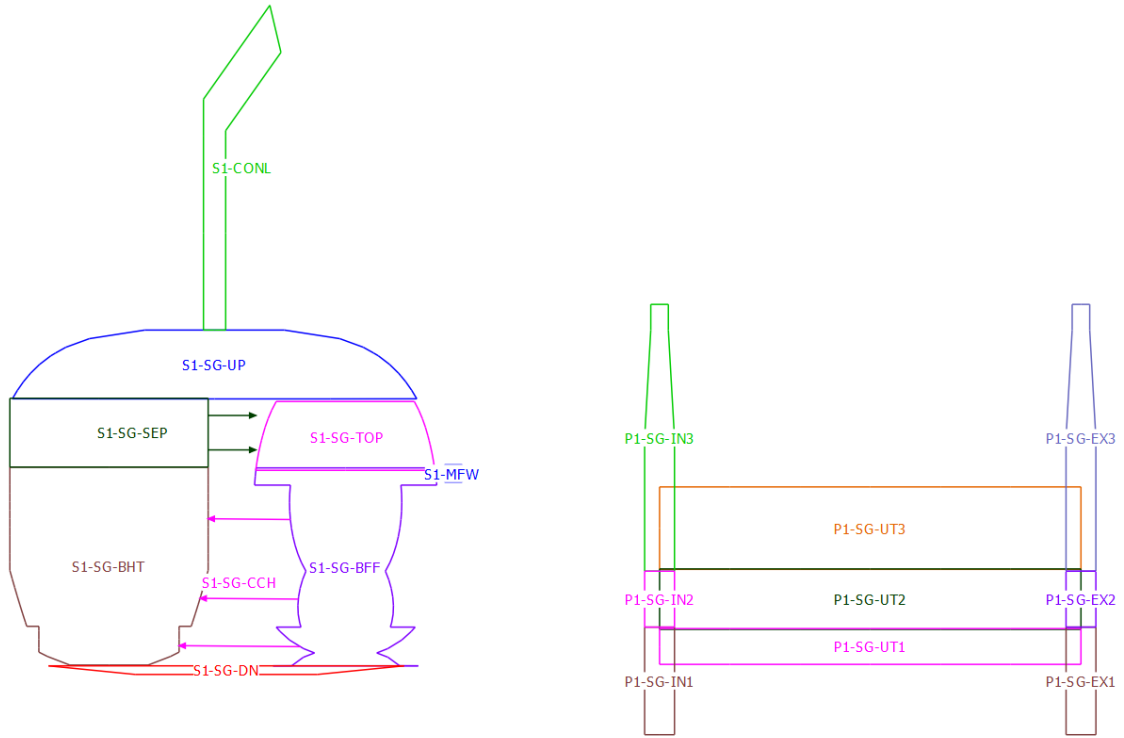 S1-CONL
S1-SG-UP
S1-SG-SEP
S1-SG-TOP
S1-MFW
S1-SG-BHT
S1-SG-BFF
S1-SG-CCH
S1-SG-DN
P1-SG-IN3
P1-SG-EX3
P1-SG-UT3
P1-SG-IN2
P1-SG-UT2
P1-SG-EX2
P1-SG-UT1
P1-SG-IN1
P1-SG-EX1